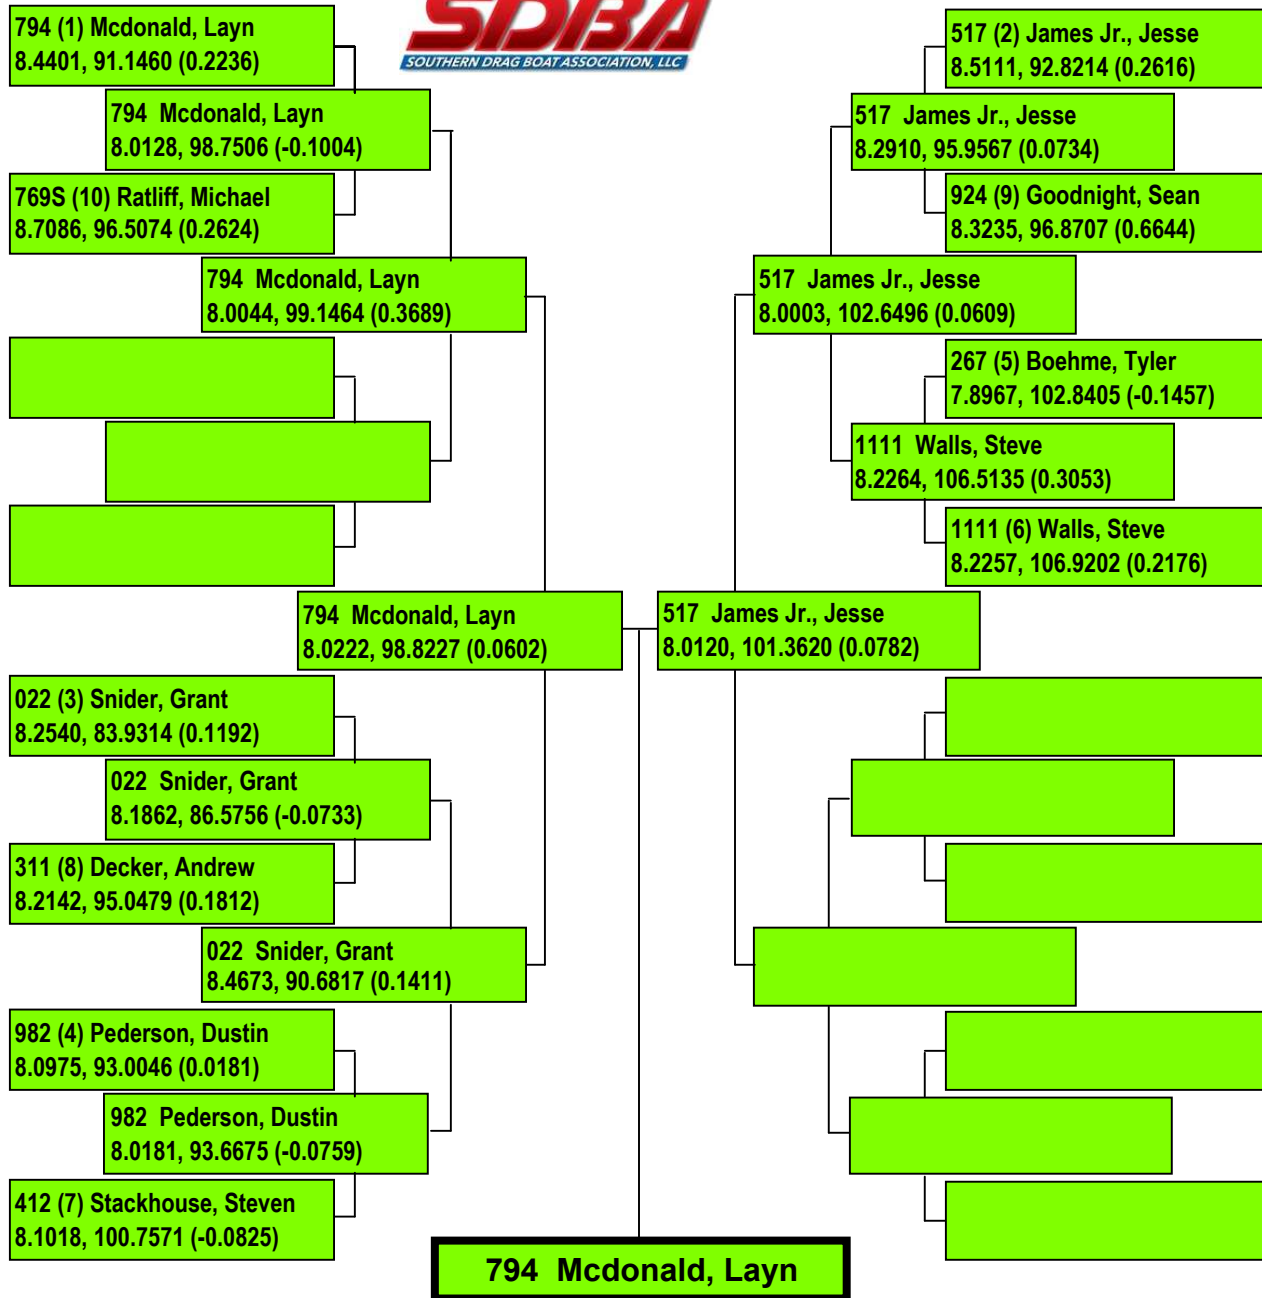 SDBA
SOUTHERN DRAG BOAT ASSOCIATION, LLC
794 (1) Mcdonald, Layn
8.4401, 91.1460 (0.2236)
794 Mcdonald, Layn
8.0128, 98.7506 (-0.1004)
769S (10) Ratliff, Michael
8.7086, 96.5074 (0.2624)
794 Mcdonald, Layn
8.0044, 99.1464 (0.3689)
794 Mcdonald, Layn
8.0222, 98.8227 (0.0602)
022 (3) Snider, Grant
8.2540, 83.9314 (0.1192)
022 Snider, Grant
8.1862, 86.5756 (-0.0733)
311 (8) Decker, Andrew
8.2142, 95.0479 (0.1812)
022 Snider, Grant
8.4673, 90.6817 (0.1411)
982 (4) Pederson, Dustin
8.0975, 93.0046 (0.0181)
982 Pederson, Dustin
8.0181, 93.6675 (-0.0759)
412 (7) Stackhouse, Steven
8.1018, 100.7571 (-0.0825)
517 (2) James Jr., Jesse
8.5111, 92.8214 (0.2616)
517 James Jr., Jesse
8.2910, 95.9567 (0.0734)
924 (9) Goodnight, Sean
8.3235, 96.8707 (0.6644)
517 James Jr., Jesse
8.0003, 102.6496 (0.0609)
267 (5) Boehme, Tyler
7.8967, 102.8405 (-0.1457)
1111 Walls, Steve
8.2264, 106.5135 (0.3053)
1111 (6) Walls, Steve
8.2257, 106.9202 (0.2176)
517 James Jr., Jesse
8.0120, 101.3620 (0.0782)
794 Mcdonald, Layn